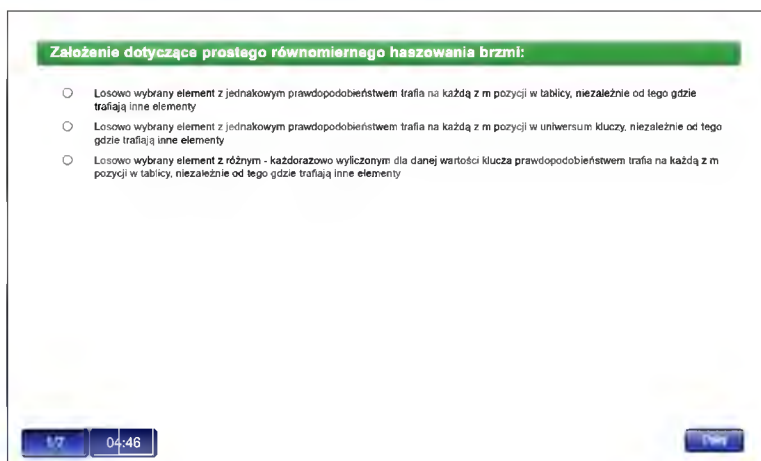 Założenie dotyczące prostego równomiernego haszowania brzmi:
Losowo wybrany element z jednakowym prawdopodobieństwem trafia na każdą z m pozycji w tablicy, niezależnie od tego gdzie
trafiają inne elementy
Losowo wybrany element z jednakowym prawdopodobieństwem trafia na każdą z m pozycji w uniwersum kluczy, niezależnie od tego
gdzie trafiają inne elementy
Losowo wybrany element z różnym - każdorazowo wyliczonym dla danej wartości klucza prawdopodobieństwem trafia na każdą z m
pozycji w tablicy, niezależnie od tego gdzie trafiają inne elementy
1/7 04:46 Dalej